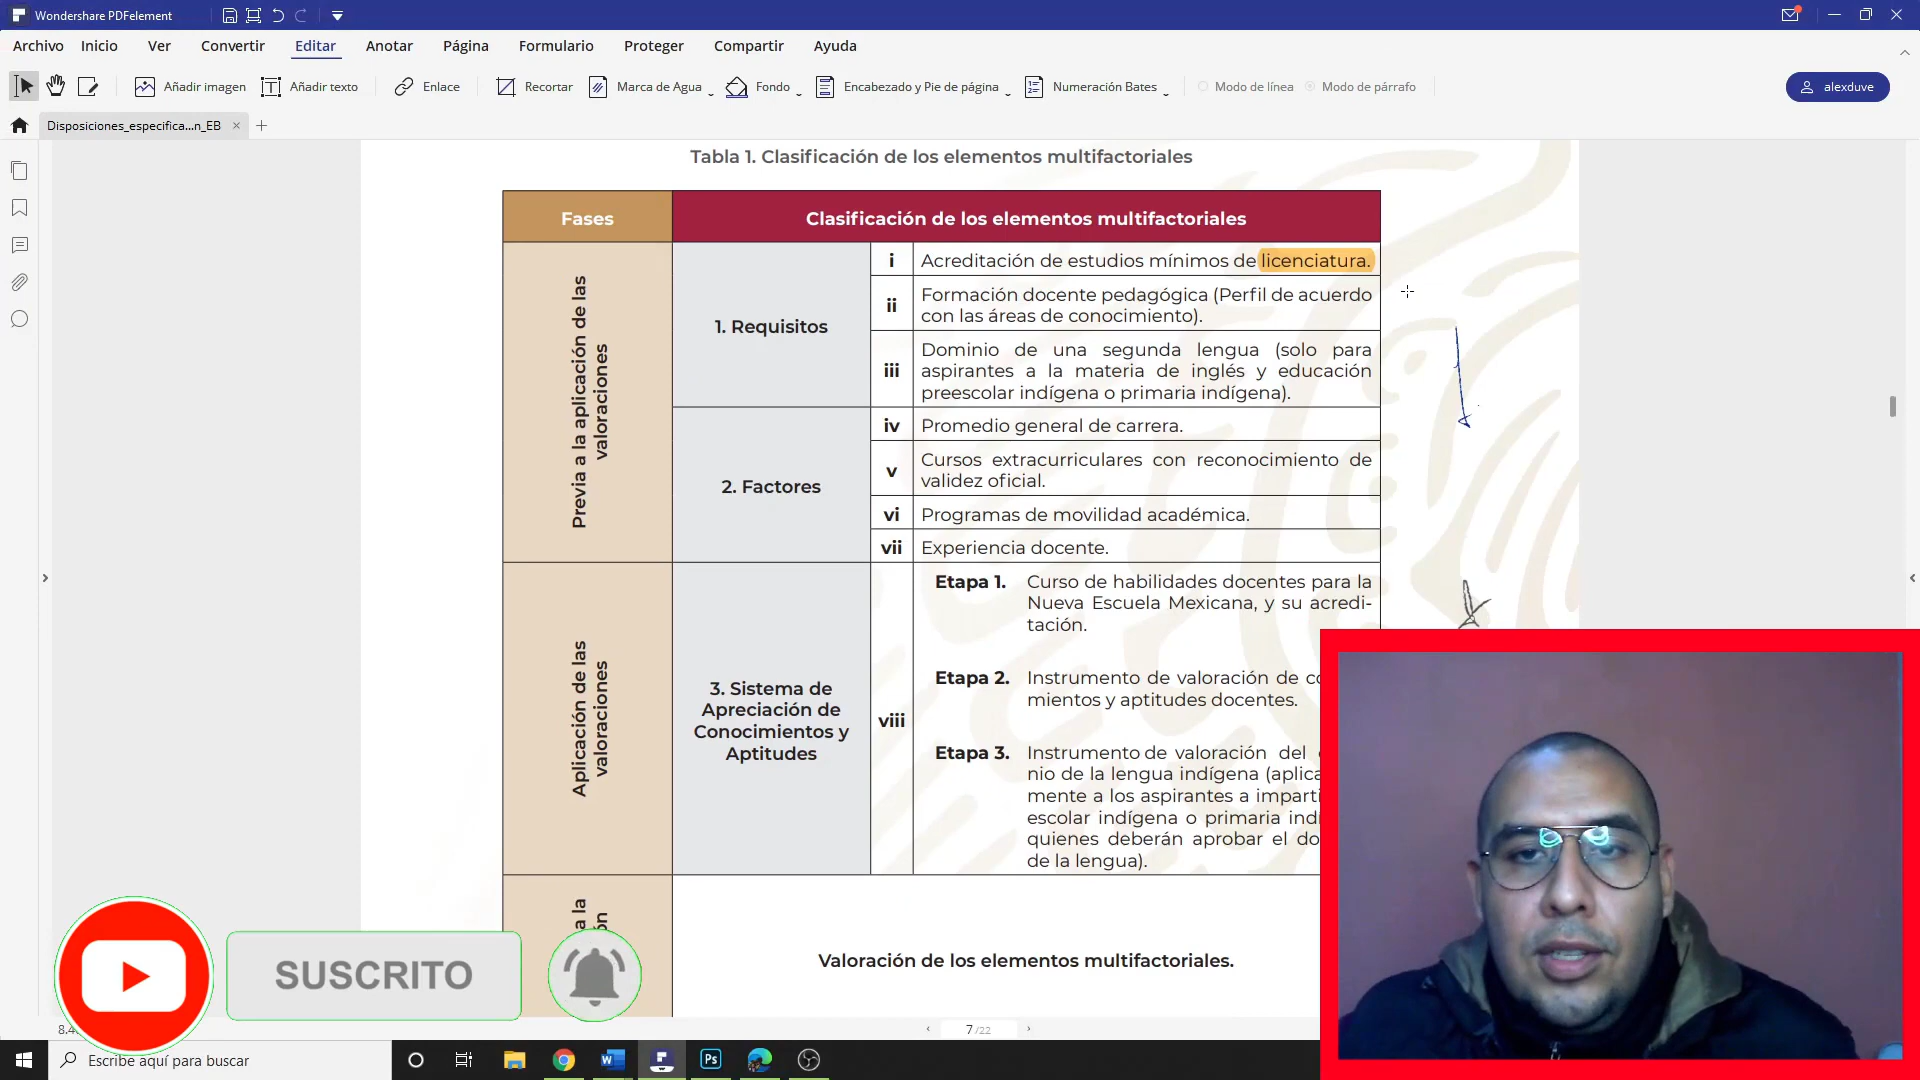 Wondershare PDFelement
Archivo Inicio Ver Convertir Editar Anotar Página Formulario Proteger Compartir Ayuda
Añadir imagen Añadir texto Enlace Recortar Marca de Agua Fondo Encabezado y Pie de página Numeración Bates Modo de línea Modo de párrafo alexduve
Disposiciones_especifica...n_EB
Tabla 1. Clasificación de los elementos multifactoriales
Fases
Clasificación de los elementos multifactoriales
Previa a la aplicación de las
valoraciones
1. Requisitos
i Acreditación de estudios mínimos de licenciatura.
ii Formación docente pedagógica (Perfil de acuerdo
con las áreas de conocimiento).
iii Dominio de una segunda lengua (solo para
aspirantes a la materia de inglés y educación
preescolar indígena o primaria indígena).
2. Factores
iv Promedio general de carrera.
v Cursos extracurriculares con reconocimiento de
validez oficial.
vi Programas de movilidad académica.
vii Experiencia docente.
Aplicación de las
valoraciones
3. Sistema de
Apreciación de
Conocimientos y
Aptitudes
viii
Etapa 1. Curso de habilidades docentes para la
Nueva Escuela Mexicana, y su acredi-
tación.
Etapa 2. Instrumento de valoración de
mientos y aptitudes docentes.
Etapa 3. Instrumento de valoración del
nio de la lengua indígena
mente a los aspirantes a
escolar indígena o primaria
quienes deberán aprobar el
de la lengua).
a la
Valoración de los elementos multifactoriales.
SUSCRITO
7 /22
Escribe aquí para buscar
W
Ps